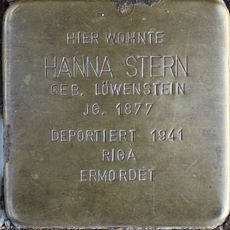 HIER WOHNTE
HANNA STERN
GEB. LÖWENSTEIN
JG. 1877
DEPORTIERT 1941
RIGA
ERMORDET